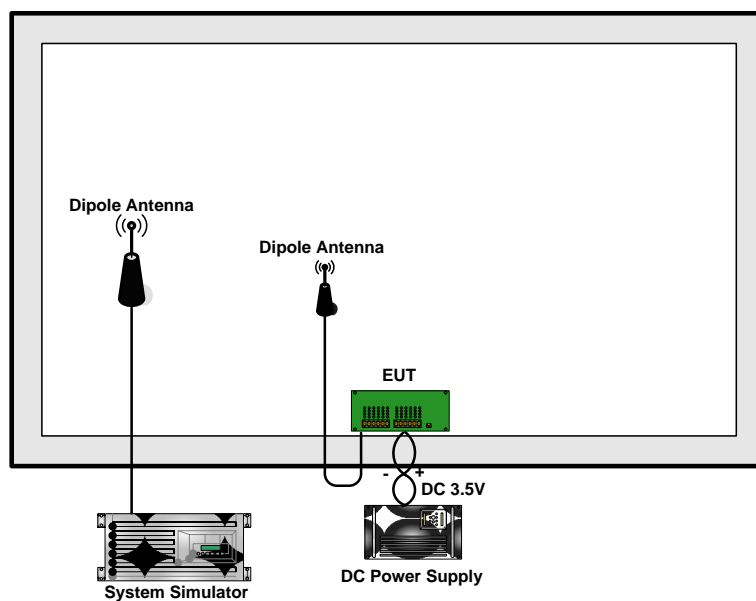 Dipole Antenna
Dipole Antenna
EUT
- +
DC 3.5V
DC Power Supply
System Simulator